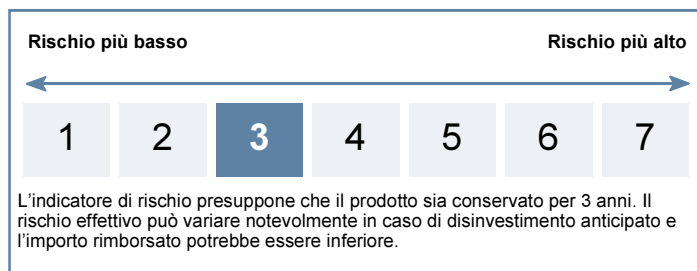 Rischio più basso Rischio più alto
1 2 3 4 5 6 7
L’indicatore di rischio presuppone che il prodotto sia conservato per 3 anni. Il
rischio effettivo può variare notevolmente in caso di disinvestimento anticipato e
l’importo rimborsato potrebbe essere inferiore.